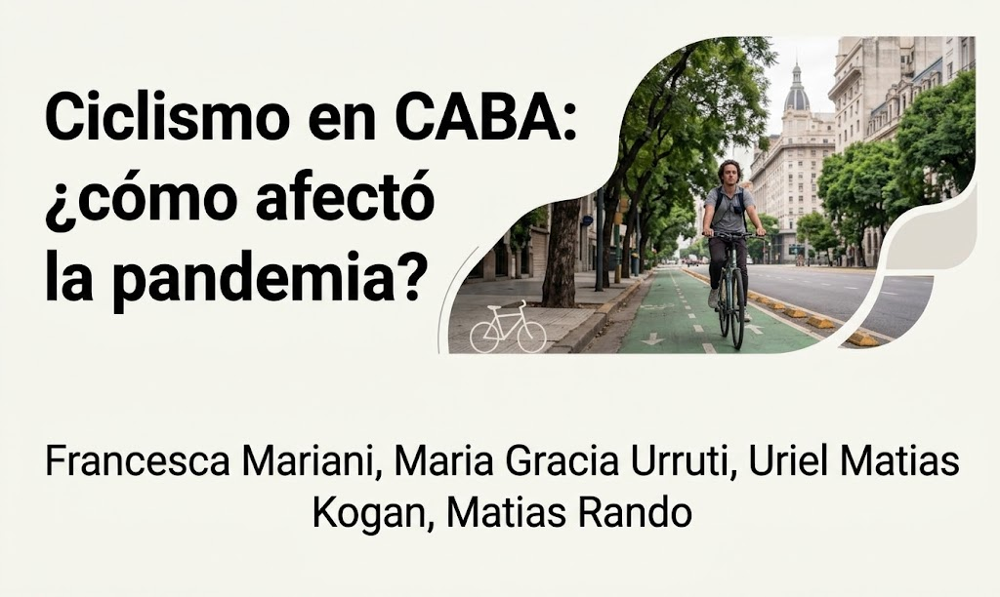 Ciclismo en CABA:
¿cómo afectó
la pandemia?
Francesca Mariani, Maria Gracia Urruti, Uriel Matias
Kogan, Matias Rando